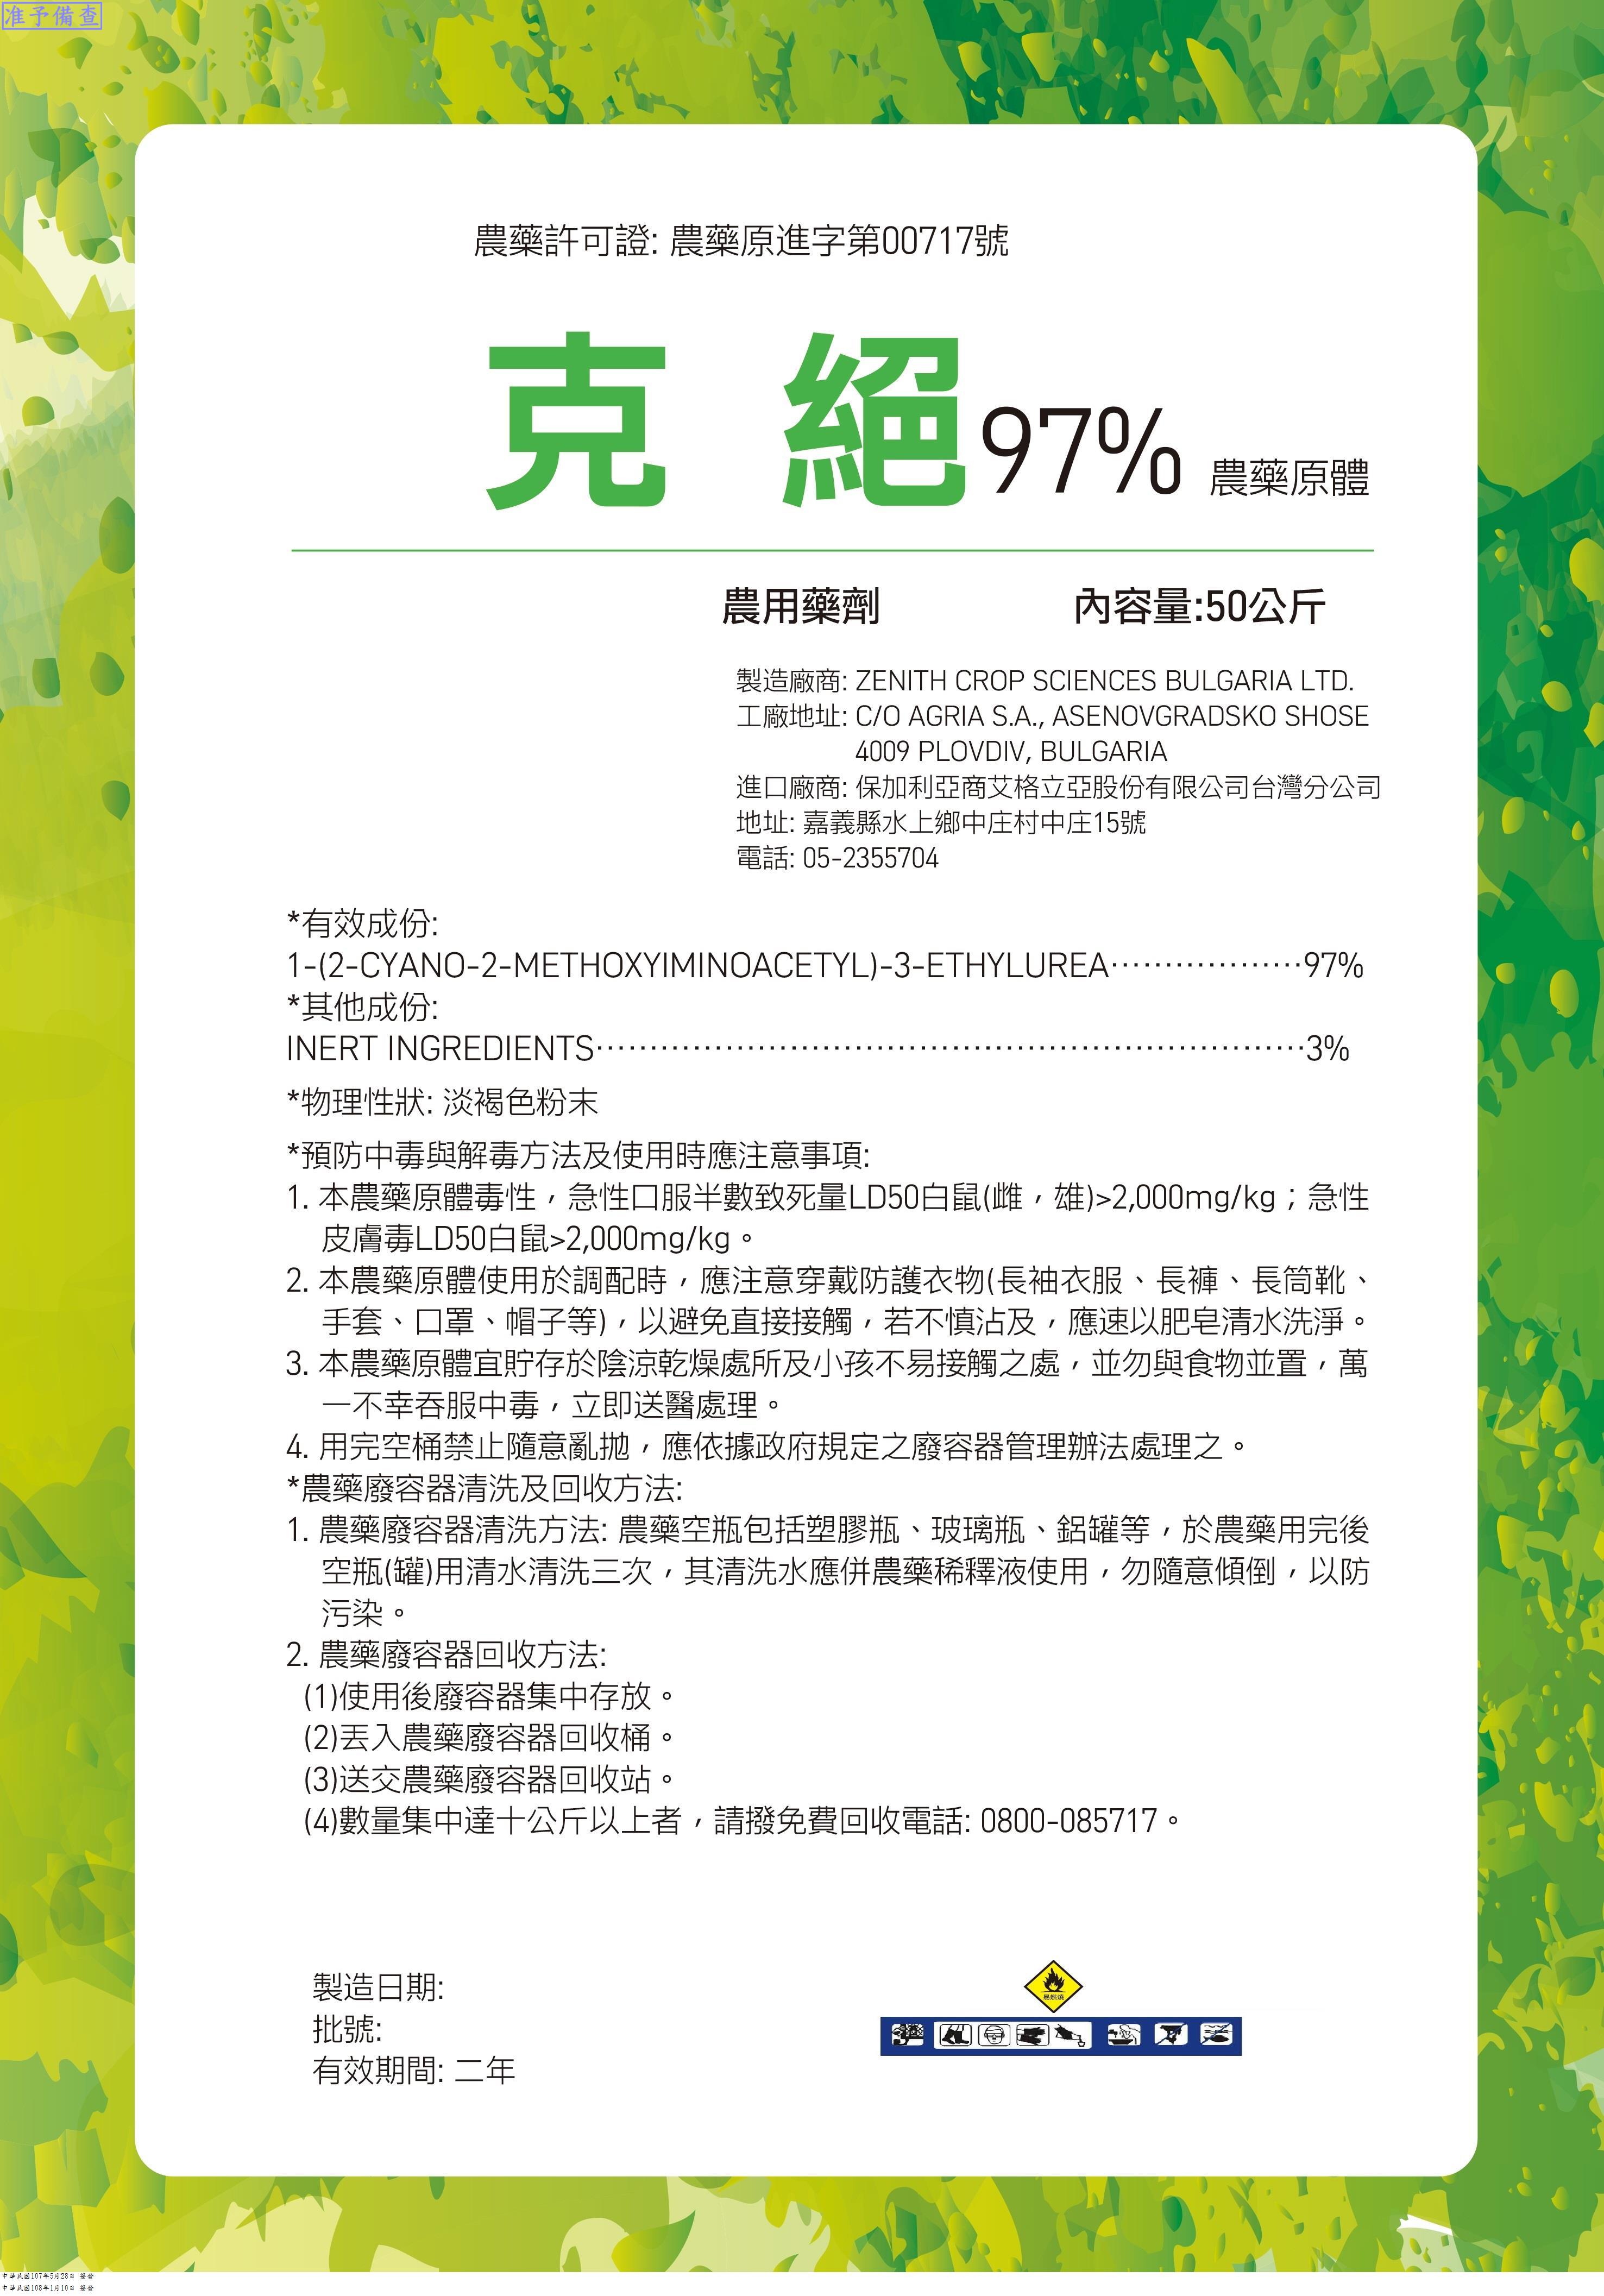 准予備查
農藥許可證: 農藥原進字第00717號
克 絕 97% 農藥原體
農用藥劑 內容量:50公斤
製造廠商: ZENITH CROP SCIENCES BULGARIA LTD.
工廠地址: C/O AGRIA S.A., ASENOVGRADSKO SHOSE
4009 PLOVDIV, BULGARIA
進口廠商: 保加利亞商艾格立亞股份有限公司台灣分公司
地址: 嘉義縣水上鄉中庄村中庄15號
電話: 05-2355704
*有效成份:
1-(2-CYANO-2-METHOXYIMINOACETYL)-3-ETHYLUREA··················97%
*其他成份:
INERT INGREDIENTS··································································3%
*物理性狀: 淡褐色粉末
*預防中毒與解毒方法及使用時應注意事項:
1. 本農藥原體毒性，急性口服半數致死量LD50白鼠(雌，雄)>2,000mg/kg；急性
皮膚毒LD50白鼠>2,000mg/kg。
2. 本農藥原體使用於調配時，應注意穿戴防護衣物(長袖衣服、長褲、長筒靴、
手套、口罩、帽子等)，以避免直接接觸，若不慎沾及，應速以肥皂清水洗淨。
3. 本農藥原體宜貯存於陰涼乾燥處所及小孩不易接觸之處，並勿與食物並置，萬
一不幸吞服中毒，立即送醫處理。
4. 用完空桶禁止隨意亂拋，應依據政府規定之廢容器管理辦法處理之。
*農藥廢容器清洗及回收方法:
1. 農藥廢容器清洗方法: 農藥空瓶包括塑膠瓶、玻璃瓶、鋁罐等，於農藥用完後
空瓶(罐)用清水清洗三次，其清洗水應併農藥稀釋液使用，勿隨意傾倒，以防
污染。
2. 農藥廢容器回收方法:
(1)使用後廢容器集中存放。
(2)丟入農藥廢容器回收桶。
(3)送交農藥廢容器回收站。
(4)數量集中達十公斤以上者，請撥免費回收電話: 0800-085717。
製造日期:
批號:
有效期間: 二年
易燃燒
中華民國107年5月28日 簽發
中華民國108年1月10日 簽發